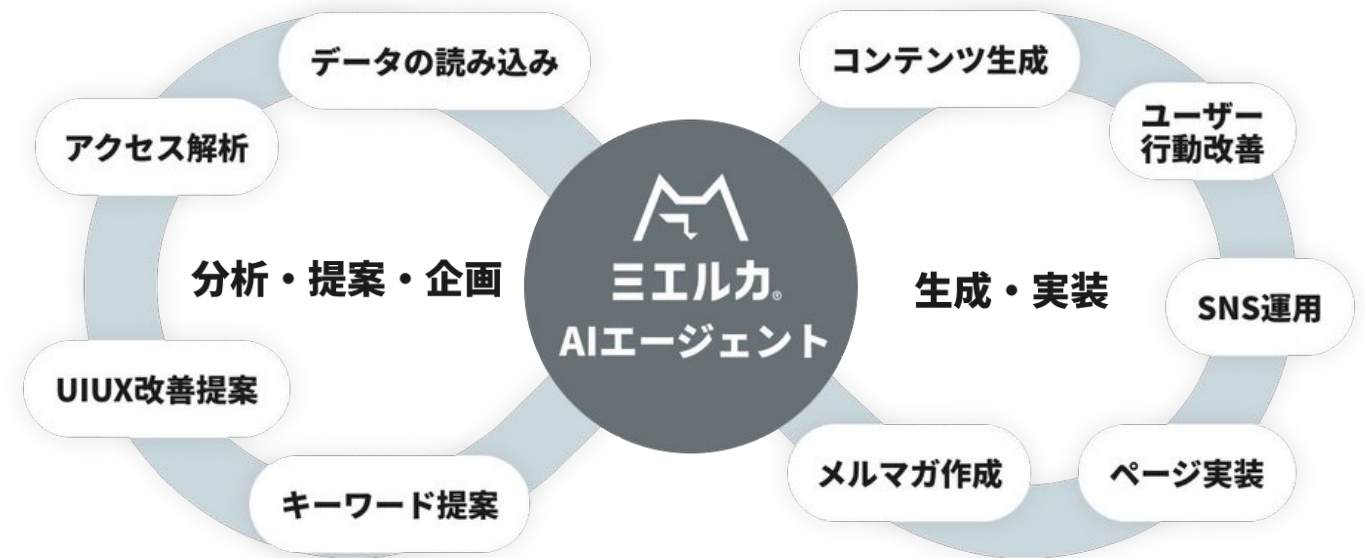 データの読み込み
アクセス解析
分析・提案・企画
UIUX改善提案
キーワード提案
ミエルカ®
AIエージェント
コンテンツ生成
ユーザー
行動改善
生成・実装
SNS運用
ページ実装
メルマガ作成